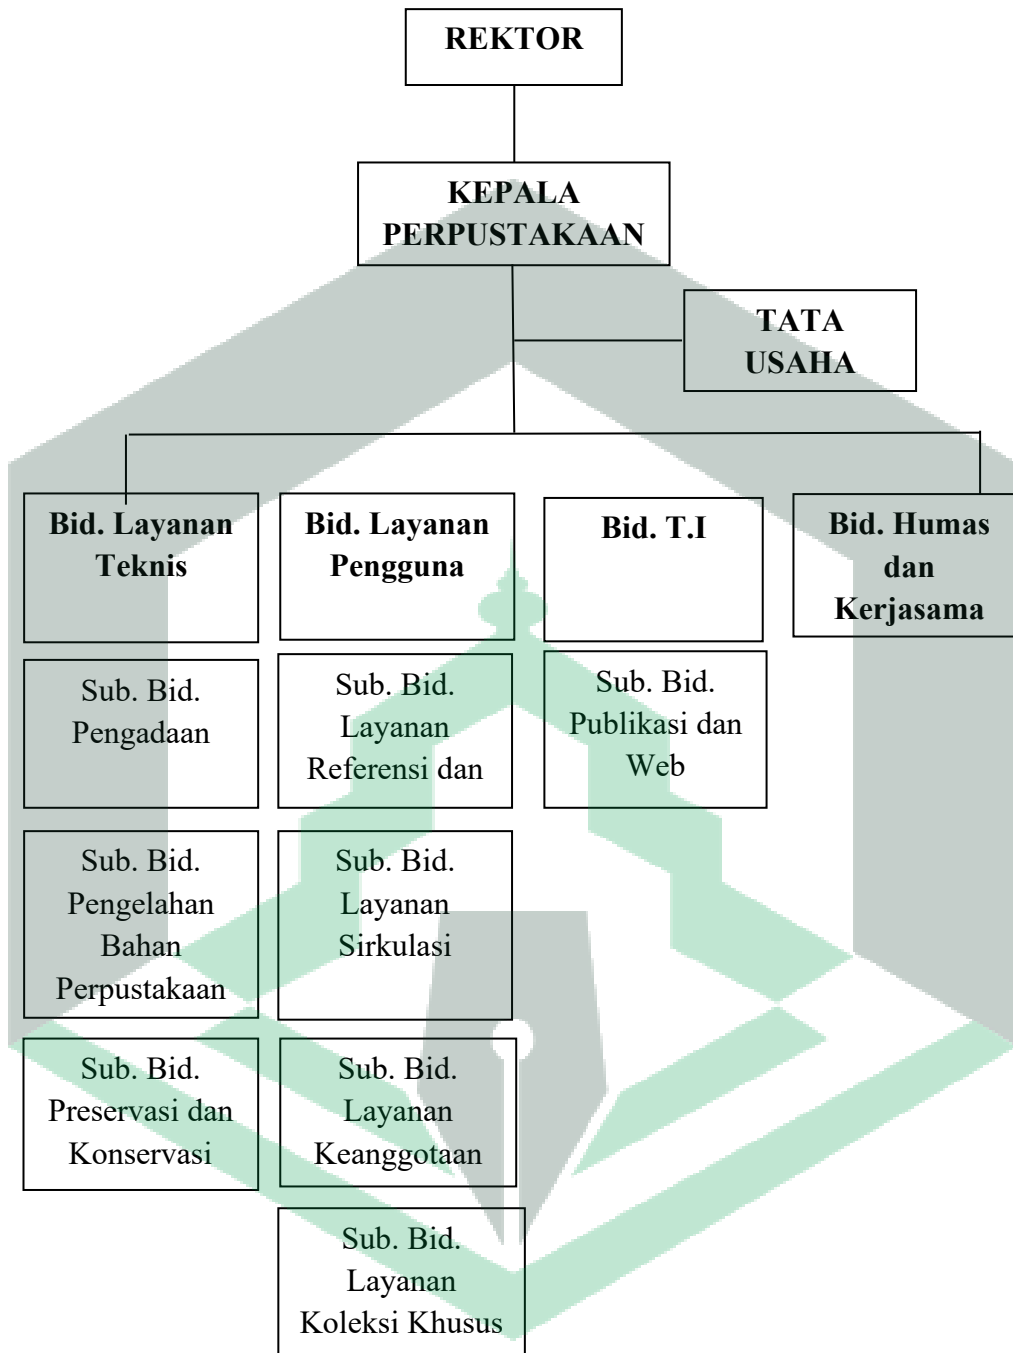 REKTOR
KEPALA
PERPUSTAKAAN
TATA
USAHA
Bid. Layanan
Teknis
Bid. Layanan
Pengguna
Bid. T.I
Bid. Humas
dan
Kerjasama
Sub. Bid.
Pengadaan
Sub. Bid.
Layanan
Referensi dan
Sub. Bid.
Publikasi dan
Web
Sub. Bid.
Pengelahan
Bahan
Perpustakaan
Sub. Bid.
Layanan
Sirkulasi
Sub. Bid.
Preservasi dan
Konservasi
Sub. Bid.
Layanan
Keanggotaan
Sub. Bid.
Layanan
Koleksi Khusus